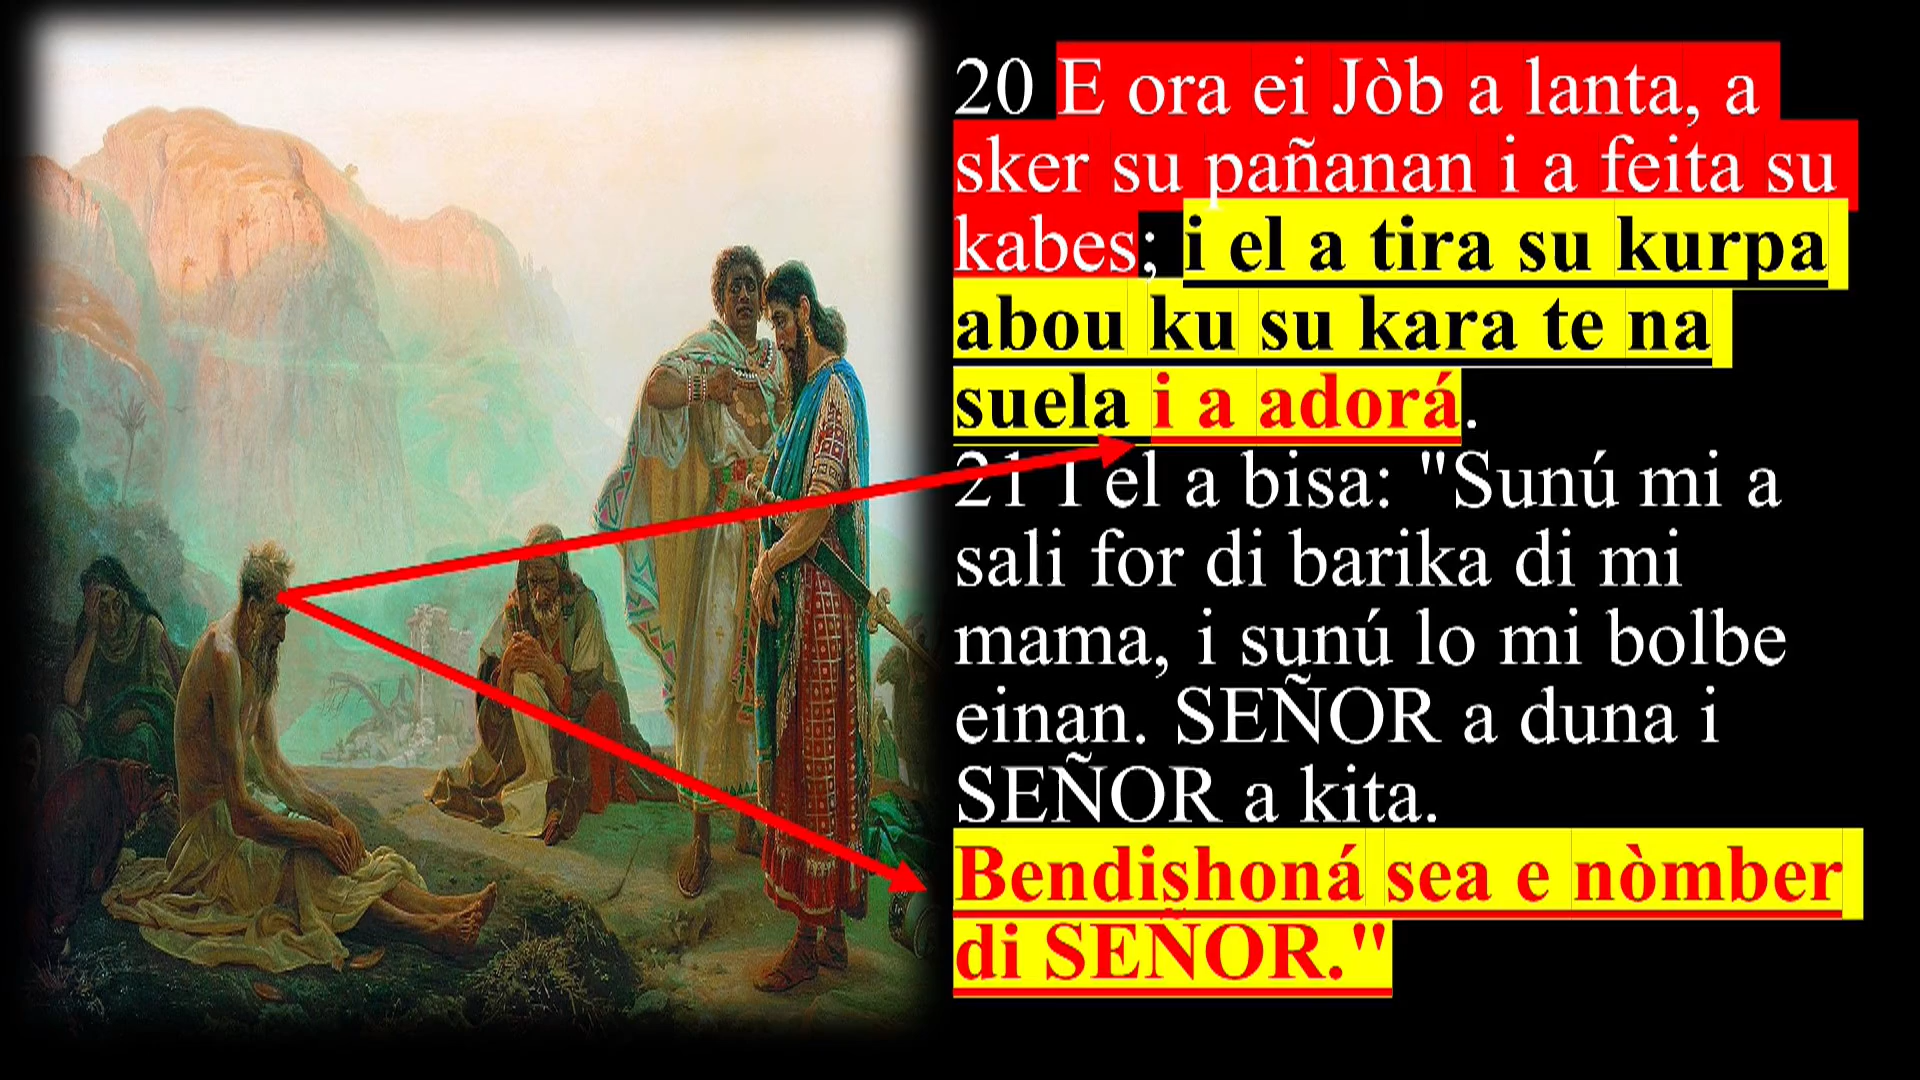 20 E ora ei Jòb a lanta, a
sker su pañanan i a feita su
kabes; i el a tira su kurpa
abou ku su kara te na
suela i a adorá.
21 I el a bisa: "Sunú mi a
sali for di barika di mi
mama, i sunú lo mi bolbe
einan. SEÑOR a duna i
SEÑOR a kita.
Bendishoná sea e nòmber
di SEÑOR."